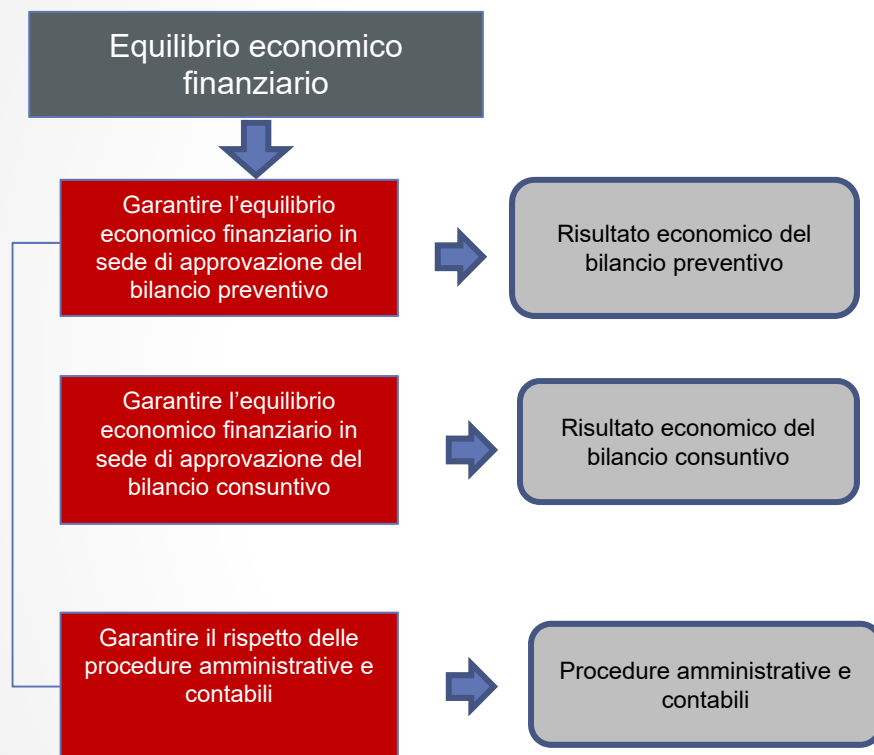 Equilibrio economico
finanziario
Garantire l'equilibrio
economico finanziario in
sede di approvazione del
bilancio preventivo
Risultato economico del
bilancio preventivo
Garantire l'equilibrio
economico finanziario in
sede di approvazione del
bilancio consuntivo
Risultato economico del
bilancio consuntivo
Garantire il rispetto delle
procedure amministrative e
contabili
Procedure amministrative e
contabili